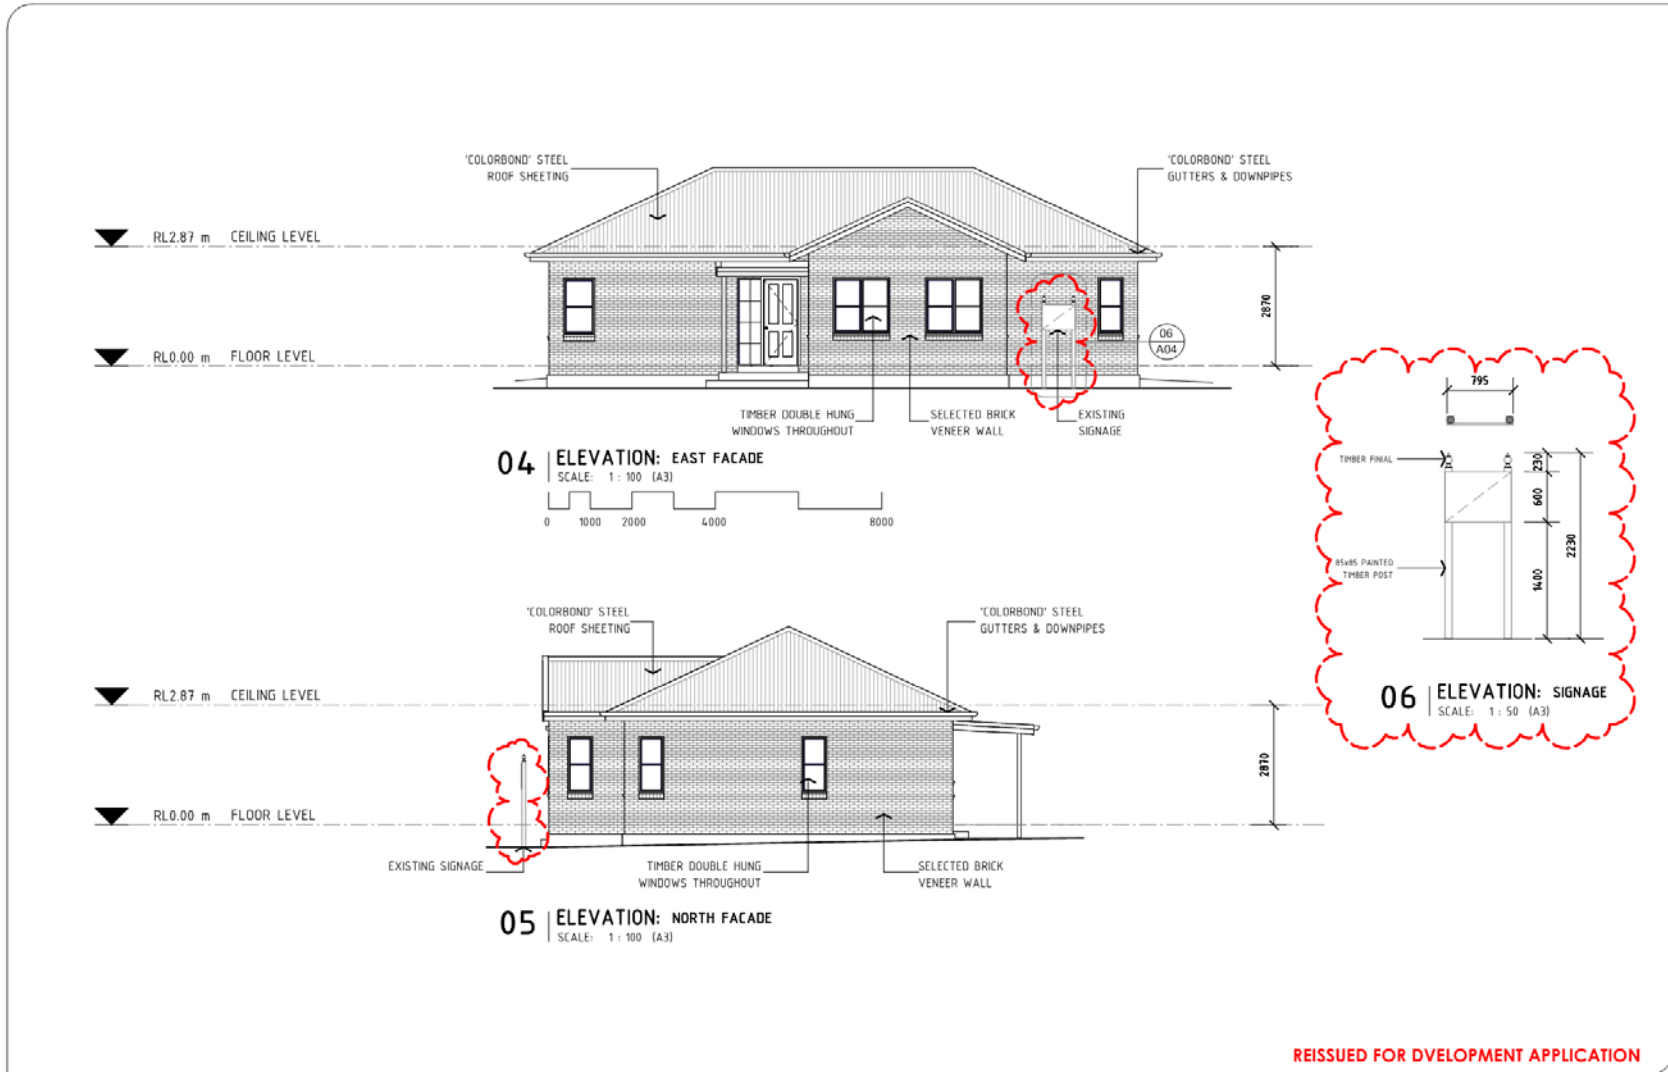 'COLORBOND' STEEL
ROOF SHEETING
'COLORBOND' STEEL
GUTTERS & DOWNPIPES
RL2.87 m CEILING LEVEL
2870
RL0.00 m FLOOR LEVEL
06
A04
TIMBER DOUBLE HUNG
WINDOWS THROUGHOUT
SELECTED BRICK
VENEER WALL
EXISTING
SIGNAGE
04 ELEVATION: EAST FACADE
SCALE: 1 : 100 (A3)
0 1000 2000 4000 8000
795
TIMBER FINIAL
230
600
2230
85x85 PAINTED
TIMBER POST
1400
06 ELEVATION: SIGNAGE
SCALE: 1 : 50 (A3)
'COLORBOND' STEEL
ROOF SHEETING
'COLORBOND' STEEL
GUTTERS & DOWNPIPES
RL2.87 m CEILING LEVEL
2870
RL0.00 m FLOOR LEVEL
EXISTING SIGNAGE
TIMBER DOUBLE HUNG
WINDOWS THROUGHOUT
SELECTED BRICK
VENEER WALL
05 ELEVATION: NORTH FACADE
SCALE: 1 : 100 (A3)
REISSUED FOR DVELOPMENT APPLICATION